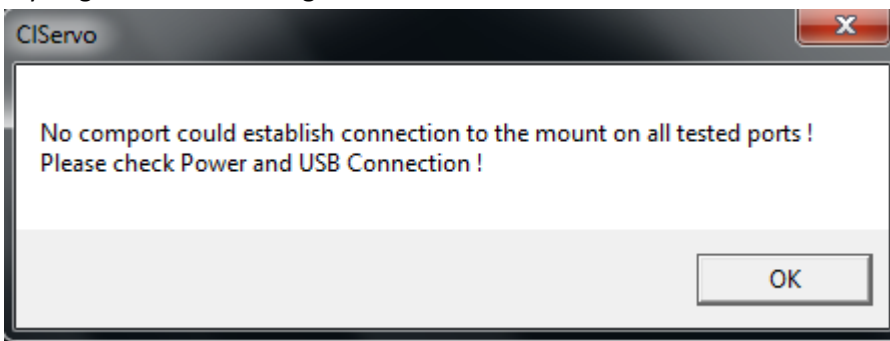 CIServo
No comport could establish connection to the mount on all tested ports !
Please check Power and USB Connection !
OK